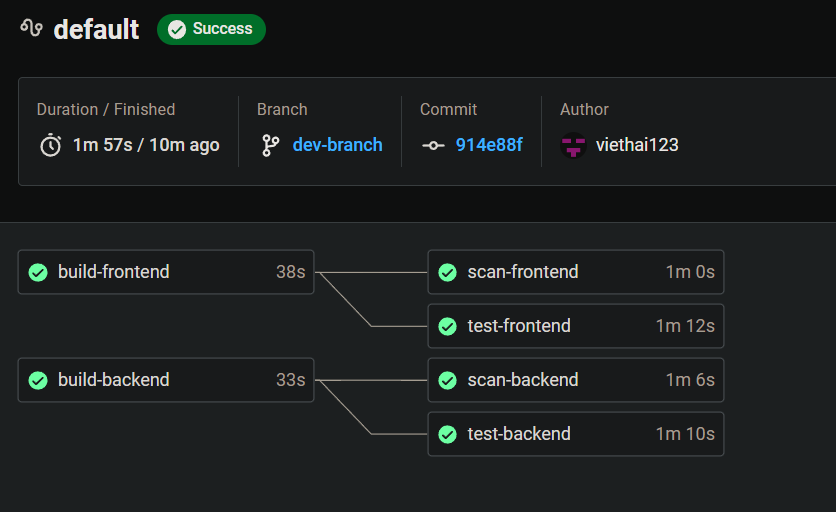 default Success
Duration / Finished Branch Commit Author
1m 57s / 10m ago dev-branch 914e88f viethai123
build-frontend 38s scan-frontend 1m 0s
test-frontend 1m 12s
build-backend 33s scan-backend 1m 6s
test-backend 1m 10s